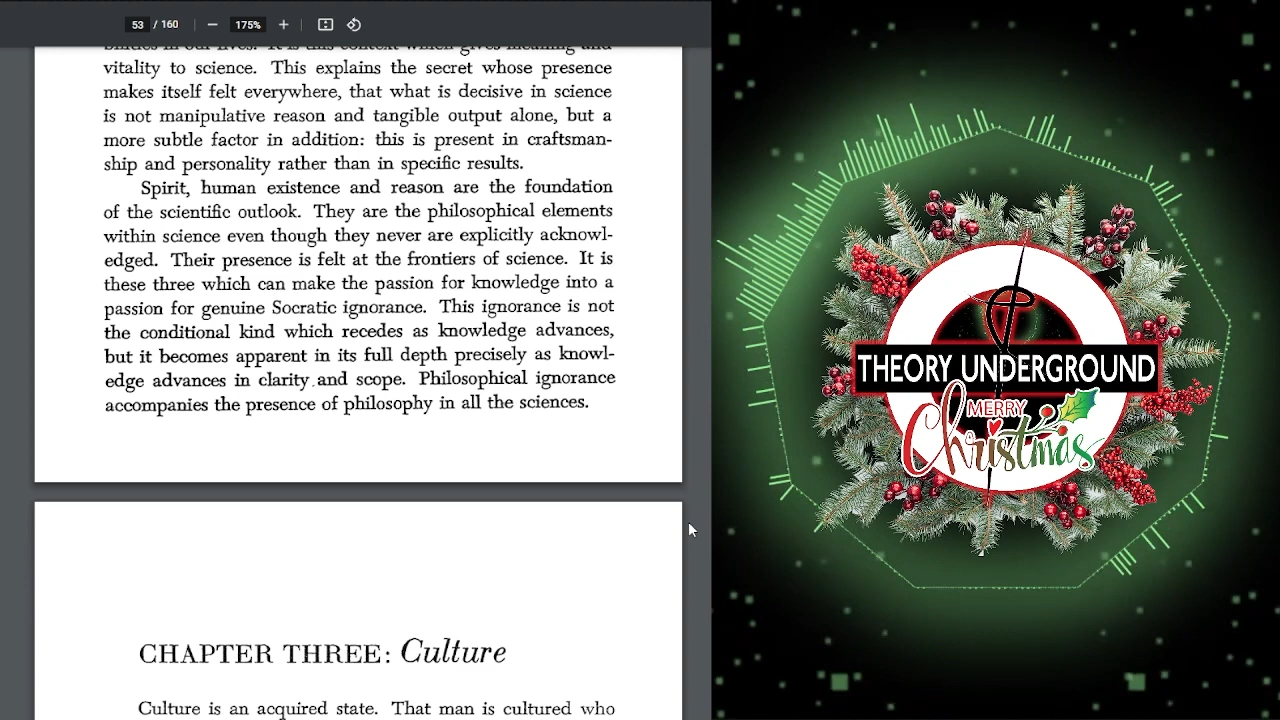 53 / 160
175%
vitality to science. This explains the secret whose presence
makes itself felt everywhere, that what is decisive in science
is not manipulative reason and tangible output alone, but a
more subtle factor in addition: this is present in craftsman-
ship and personality rather than in specific results.
Spirit, human existence and reason are the foundation
of the scientific outlook. They are the philosophical elements
within science even though they never are explicitly acknowl-
edged. Their presence is felt at the frontiers of science. It is
these three which can make the passion for knowledge into a
passion for genuine Socratic ignorance. This ignorance is not
the conditional kind which recedes as knowledge advances,
but it becomes apparent in its full depth precisely as knowl-
edge advances in clarity and scope. Philosophical ignorance
accompanies the presence of philosophy in all the sciences.
CHAPTER THREE: Culture
Culture is an acquired state. That man is cultured who
THEORY UNDERGROUND
MERRY
Christmas